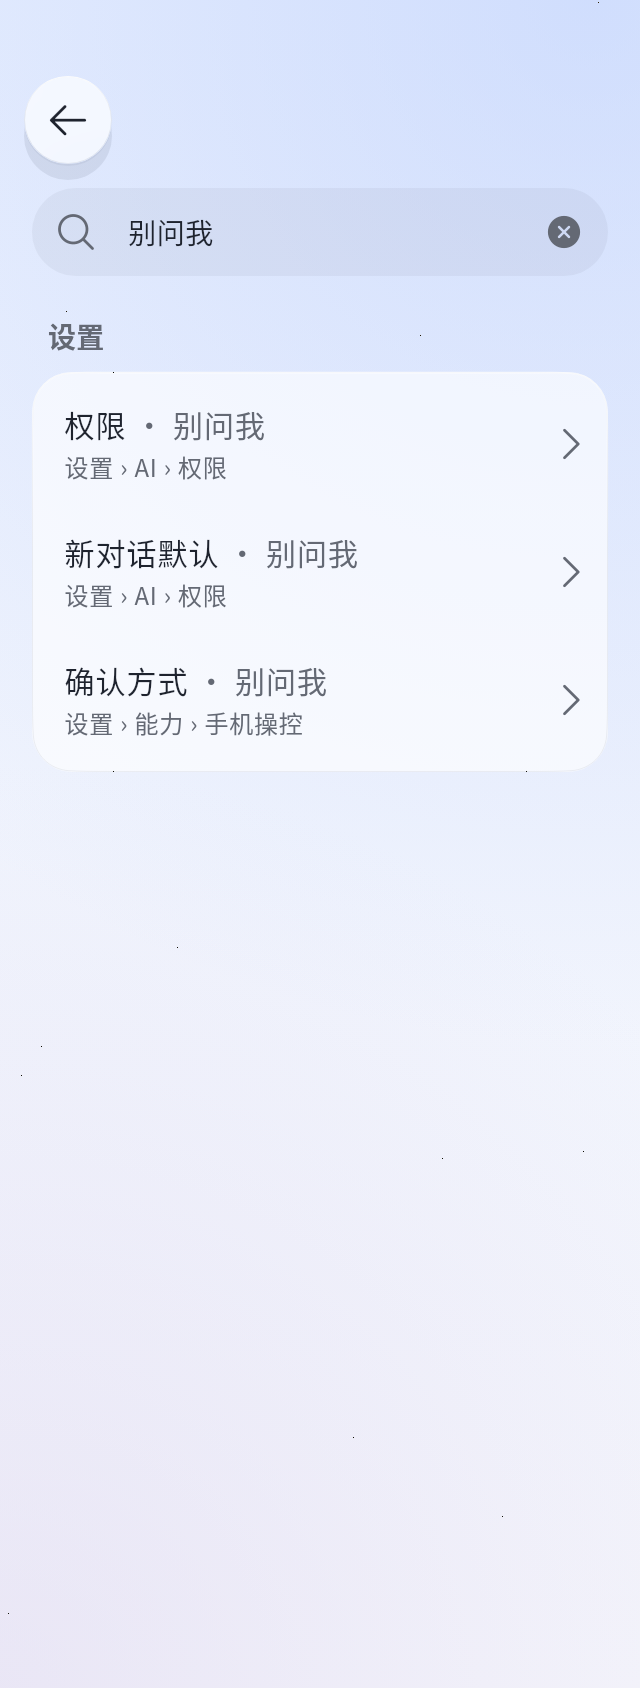 别问我
设置
权限 · 别问我
设置 › AI › 权限
新对话默认 · 别问我
设置 › AI › 权限
确认方式 · 别问我
设置 › 能力 › 手机操控